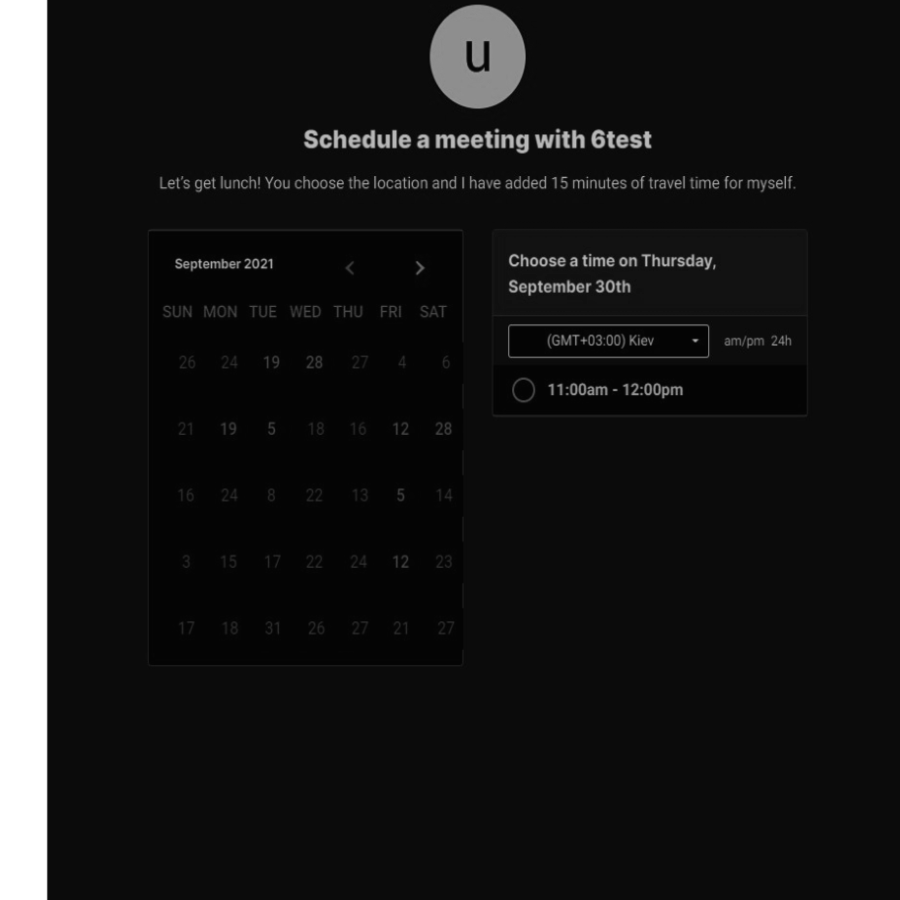 u
Schedule a meeting with 6test
Let's get lunch! You choose the location and I have added 15 minutes of travel time for myself.
September 2021
SUN MON TUE WED THU FRI SAT
26 24 19 28 27 4 6
21 19 5 18 16 12 28
16 24 8 22 13 5 14
3 15 17 22 24 12 23
17 18 31 26 27 21 27
Choose a time on Thursday,
September 30th
(GMT+03:00) Kiev am/pm 24h
11:00am - 12:00pm